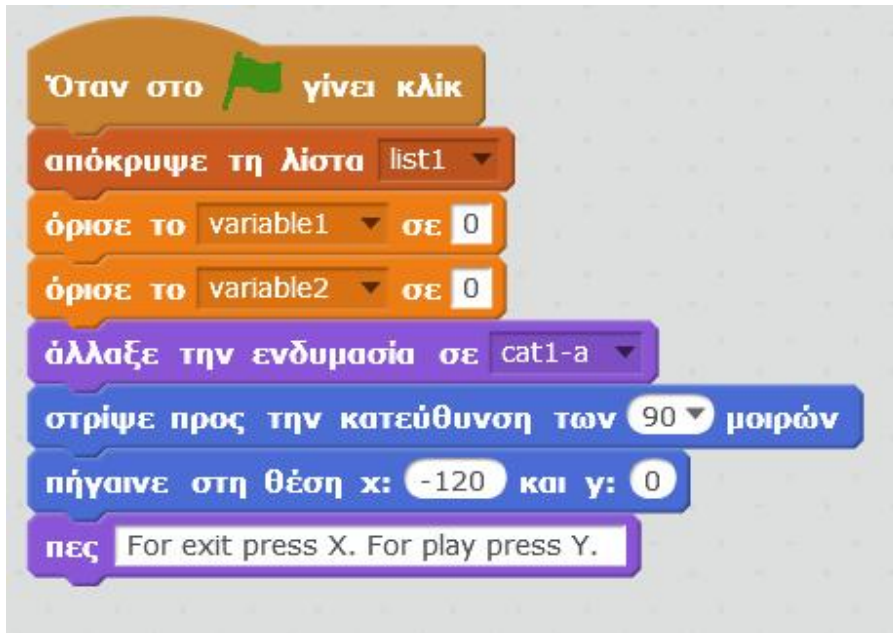 Όταν στο γίνει κλίκ
απόκρυψε τη λίστα list1
όρισε το variable1 σε 0
όρισε το variable2 σε 0
άλλαξε την ενδυμασία σε cat1-a
στρίψε προς την κατεύθυνση των 90 μοιρών
πήγαινε στη θέση x: -120 και y: 0
πες For exit press X. For play press Y.